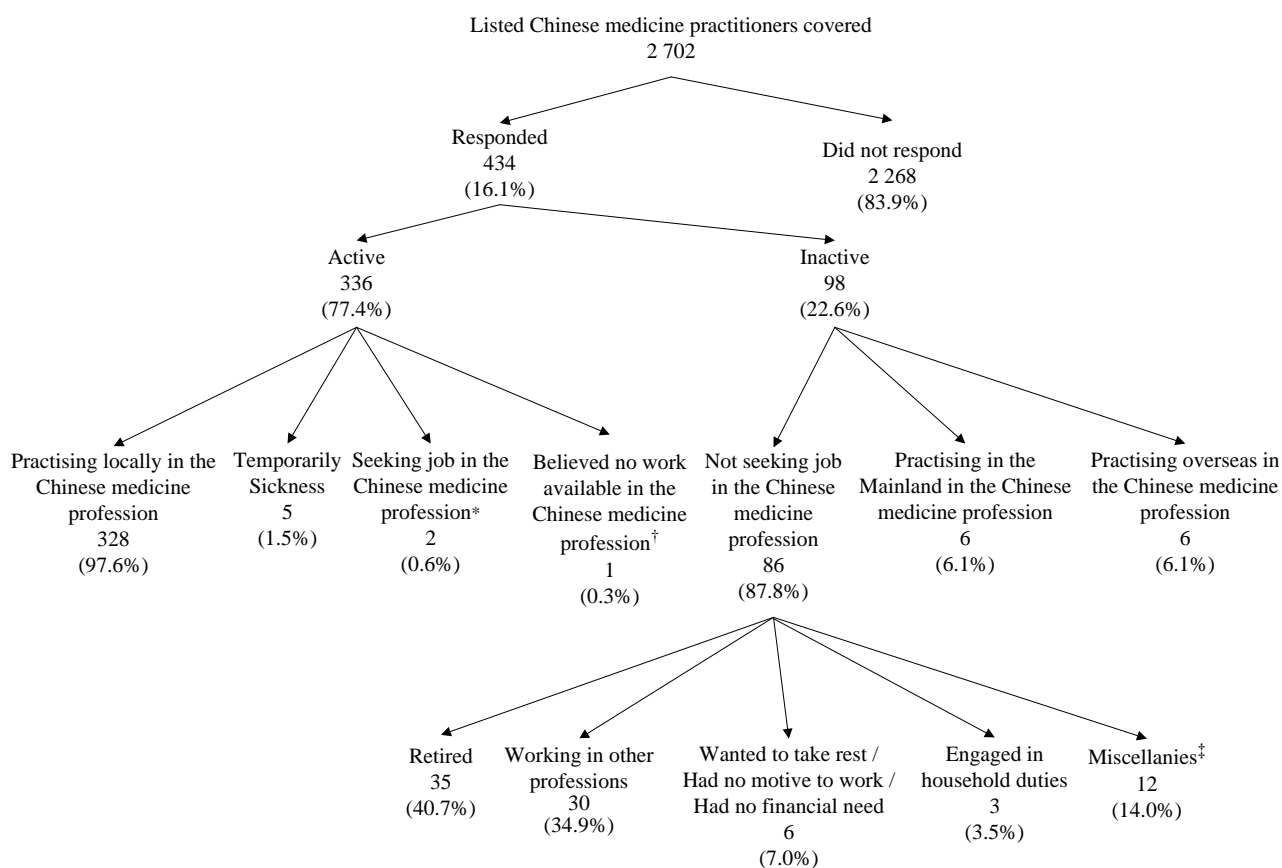 Listed Chinese medicine practitioners covered
2 702
Responded
434
(16.1%)
Did not respond
2 268
(83.9%)
Active
336
(77.4%)
Inactive
98
(22.6%)
Practising locally in the
Chinese medicine
profession
328
(97.6%)
Temporarily
Sickness
5
(1.5%)
Seeking job in the
Chinese medicine
profession*
2
(0.6%)
Believed no work
available in the
Chinese medicine
profession†
1
(0.3%)
Not seeking job
in the Chinese
medicine
profession
86
(87.8%)
Practising in the
Mainland in the Chinese
medicine profession
6
(6.1%)
Practising overseas in
the Chinese medicine
profession
6
(6.1%)
Retired
35
(40.7%)
Working in other
professions
30
(34.9%)
Wanted to take rest /
Had no motive to work /
Had no financial need
6
(7.0%)
Engaged in
household duties
3
(3.5%)
Miscellanies‡
12
(14.0%)